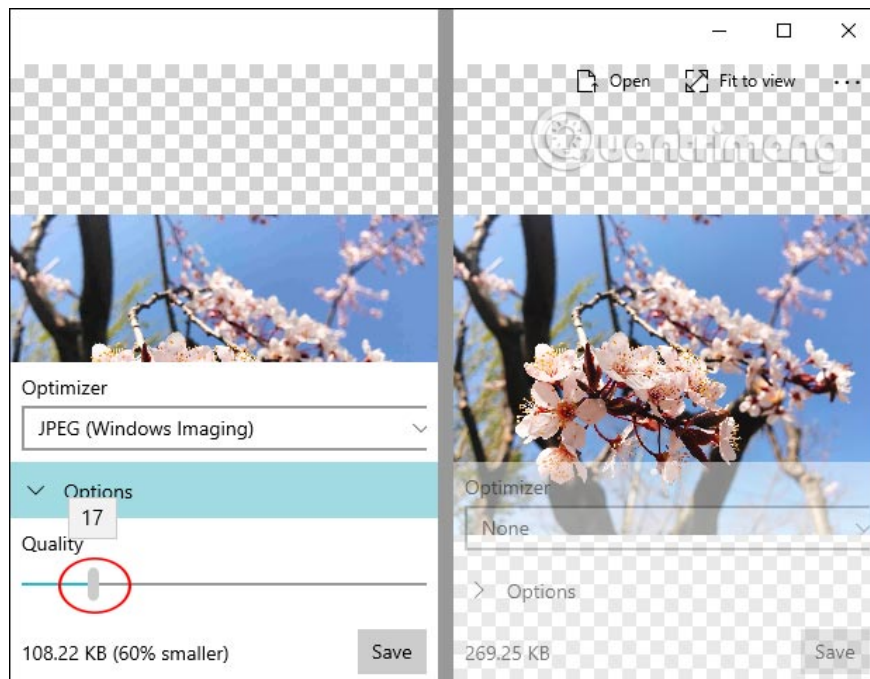 Open
Fit to view
Quantrimang
Optimizer
JPEG (Windows Imaging)
Options
17
Quality
108.22 KB (60% smaller)
Save
Optimizer
None
Options
269.25 KB
Save